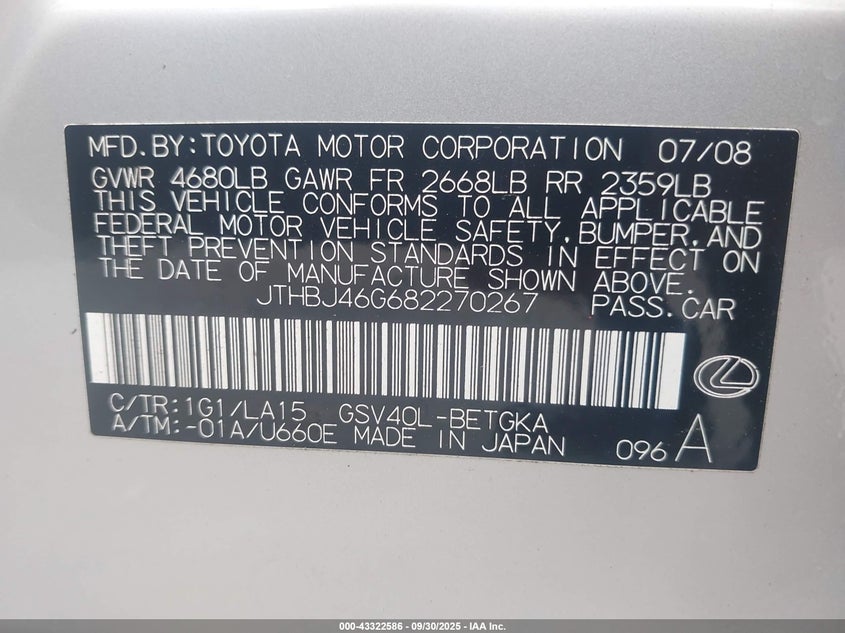 MFD.BY:TOYOTA MOTOR CORPORATION 07/08
GVWR 4680LB GAWR FR 2668LB RR 2359LB
THIS VEHICLE CONFORMS TO ALL APPLICABLE
FEDERAL MOTOR VEHICLE SAFETY,BUMPER,AND
THEFT PREVENTION STANDARDS IN EFFECT ON
THE DATE OF MANUFACTURE SHOWN ABOVE.
JTHBJ46G682270267 PASS.CAR
C/TR:1G1/LA15 GSV40L-BETGKA
A/TM:-01A/U660E MADE IN JAPAN 096 A
000-43322586 - 09/30/2025 - IAA Inc.